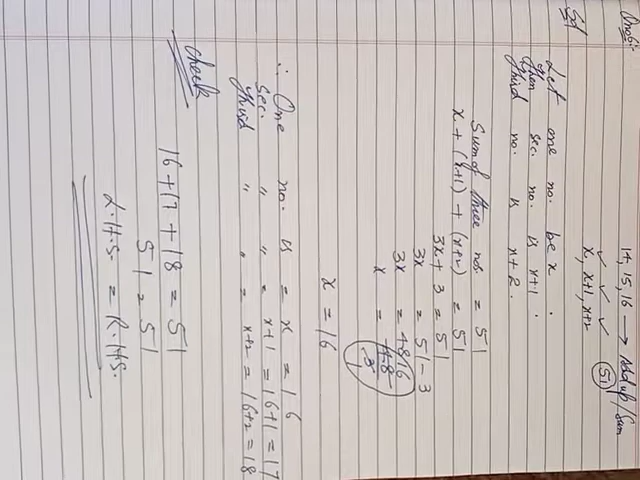 14, 15, 16 → Add up/Sum
x, x+1, x+2 51
Let one no. be x.
Then sec. no. is x+1.
Third no. is x+2.
Sum of three nos = 51
x + (x+1) + (x+2) = 51
3x + 3 = 51
3x = 51 - 3
3x = 48
x = 48 16
3
x = 16
∴ One no. is = x = 16
Sec. " " = x+1 = 16+1 = 17
Third " " = x+2 = 16+2 = 18
Check
16 + 17 + 18 = 51
51 = 51
L.H.S = R.H.S.